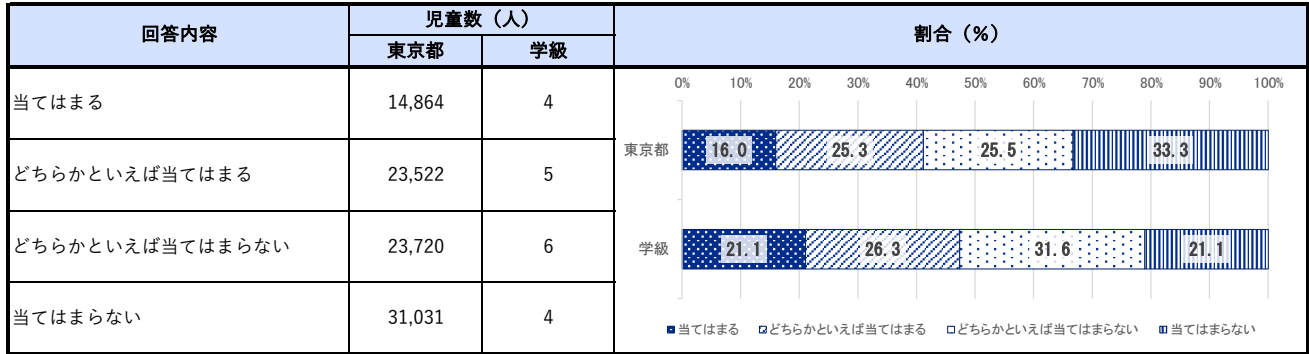 回答内容 児童数（人） 割合（%）
東京都 学級
当てはまる 14,864 4
どちらかといえば当てはまる 23,522 5
どちらかといえば当てはまらない 23,720 6
当てはまらない 31,031 4
0% 10% 20% 30% 40% 50% 60% 70% 80% 90% 100%
東京都 16.0 25.3 25.5 33.3
学級 21.1 26.3 31.6 21.1
当てはまる どちらかといえば当てはまる どちらかといえば当てはまらない 当てはまらない